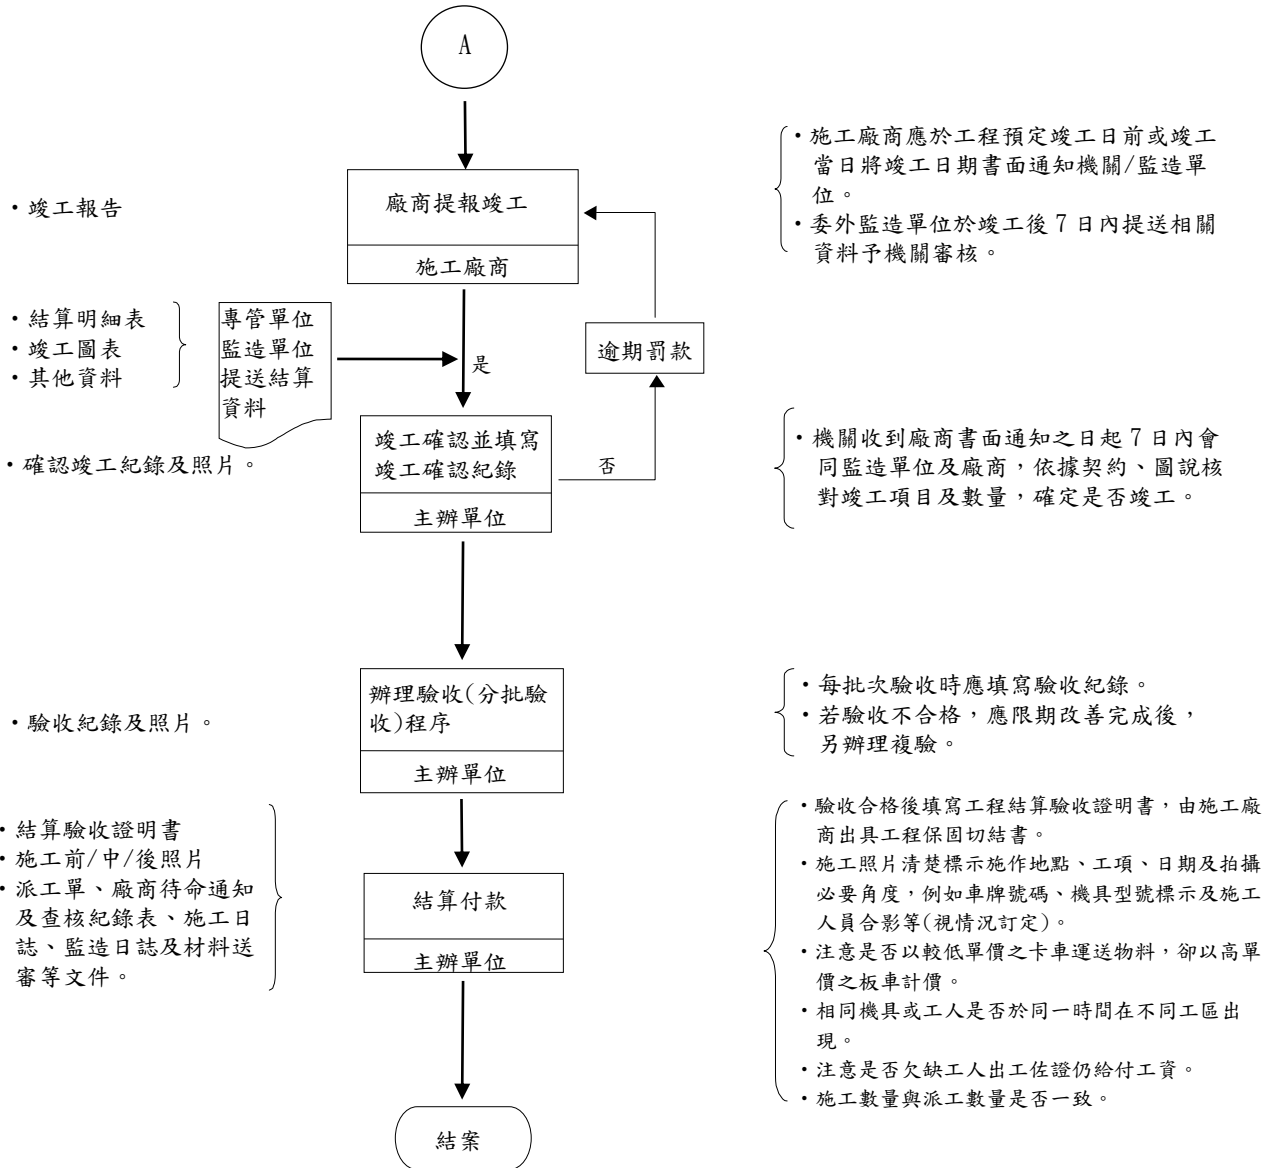 A
・施工廠商應於工程預定竣工日前或竣工
當日將竣工日期書面通知機關/監造單
位。
・委外監造單位於竣工後 7 日內提送相關
資料予機關審核。
・竣工報告
廠商提報竣工
施工廠商
・結算明細表
・竣工圖表
・其他資料
專管單位
監造單位
提送結算
資料
是
逾期罰款
・確認竣工紀錄及照片。
竣工確認並填寫
竣工確認紀錄
主辦單位
否
・機關收到廠商書面通知之日起 7 日內會
同監造單位及廠商，依據契約、圖說核
對竣工項目及數量，確定是否竣工。
・驗收紀錄及照片。
辦理驗收(分批驗
收)程序
主辦單位
・每批次驗收時應填寫驗收紀錄。
・若驗收不合格，應限期改善完成後，
另辦理複驗。
・結算驗收證明書
・施工前/中/後照片
・派工單、廠商待命通知
及查核紀錄表、施工日
誌、監造日誌及材料送
審等文件。
結算付款
主辦單位
・驗收合格後填寫工程結算驗收證明書，由施工廠
商出具工程保固切結書。
・施工照片清楚標示施作地點、工項、日期及拍攝
必要角度，例如車牌號碼、機具型號標示及施工
人員合影等(視情況訂定)。
・注意是否以較低單價之卡車運送物料，卻以高單
價之板車計價。
・相同機具或工人是否於同一時間在不同工區出
現。
・注意是否欠缺工人出工佐證仍給付工資。
・施工數量與派工數量是否一致。
結案